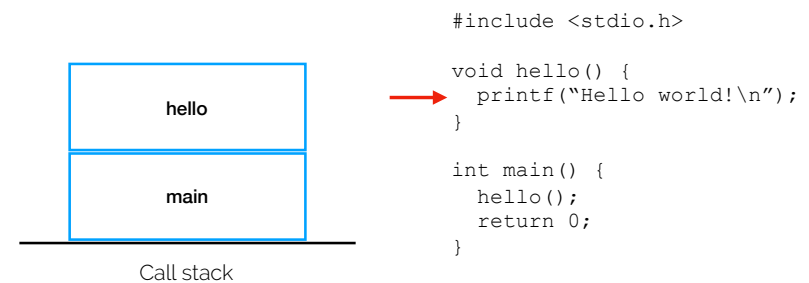 hello
main
Call stack
#include <stdio.h>
void hello() {
  printf(“Hello world!\n”);
}
int main() {
  hello();
  return 0;
}